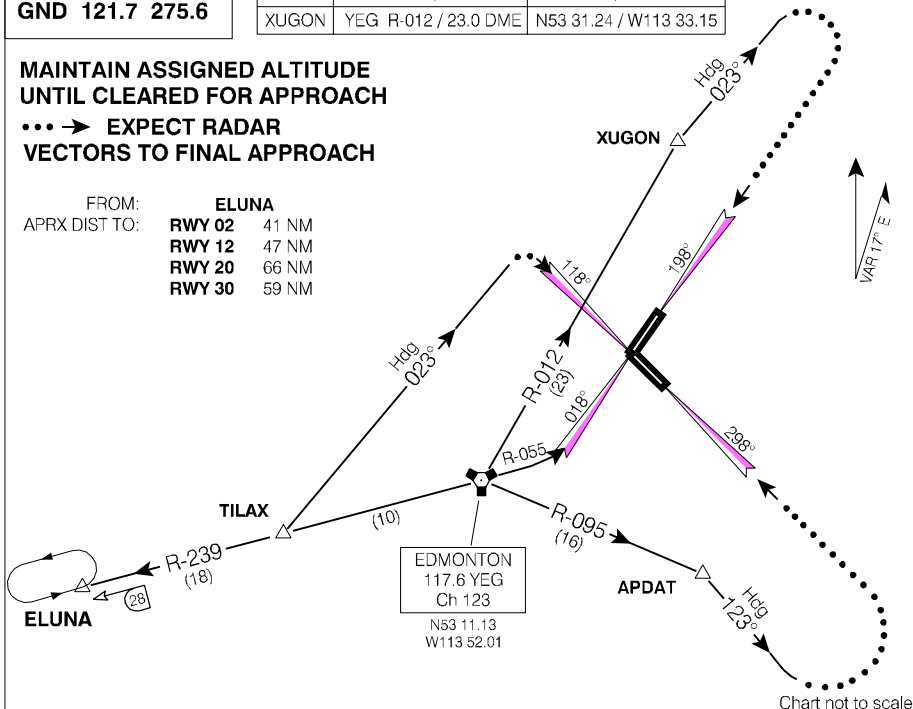 GND 121.7 275.6
XUGON YEG R-012 / 23.0 DME N53 31.24 / W113 33.15
MAINTAIN ASSIGNED ALTITUDE
UNTIL CLEARED FOR APPROACH
EXPECT RADAR
VECTORS TO FINAL APPROACH
FROM: ELUNA
APRX DIST TO: RWY 02 41 NM
RWY 12 47 NM
RWY 20 66 NM
RWY 30 59 NM
Hdg
023°
XUGON
VAR 17° E
198°
118°
Hdg
023°
R-012
(23)
018°
298°
R-055
TILAX
(10)
R-239
(18)
28
ELUNA
R-095
(16)
APDAT
Hdg
123°
EDMONTON
117.6 YEG
Ch 123
N53 11.13
W113 52.01
Chart not to scale